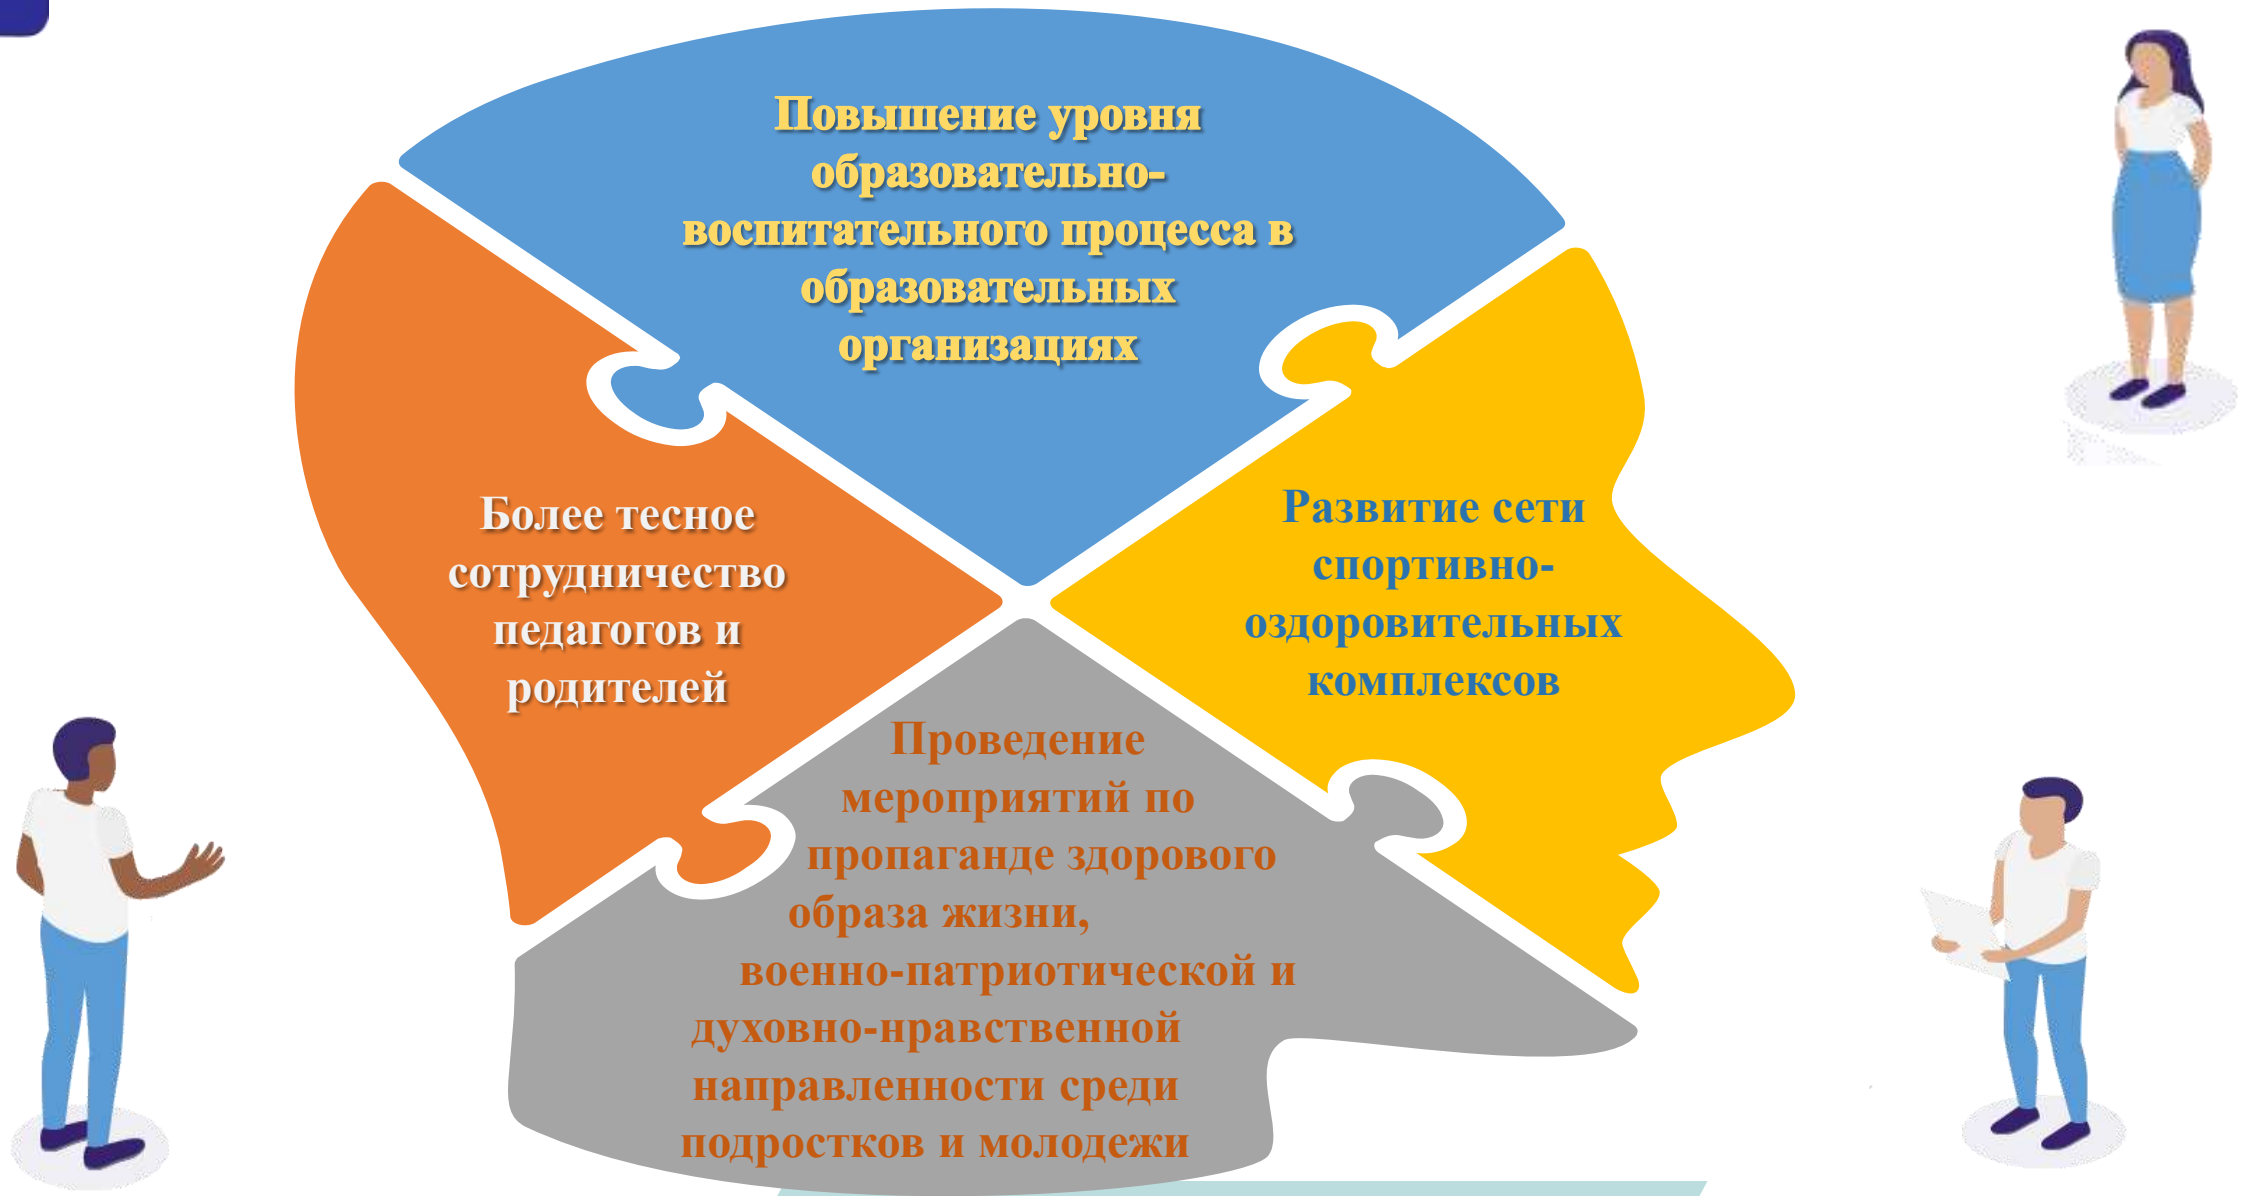 Повышение уровня
образовательно-
воспитательного процесса в
образовательных
организациях
Более тесное
сотрудничество
педагогов и
родителей
Развитие сети
спортивно-
оздоровительных
комплексов
Проведение
мероприятий по
пропаганде здорового
образа жизни,
военно-патриотической и
духовно-нравственной
направленности среди
подростков и молодежи